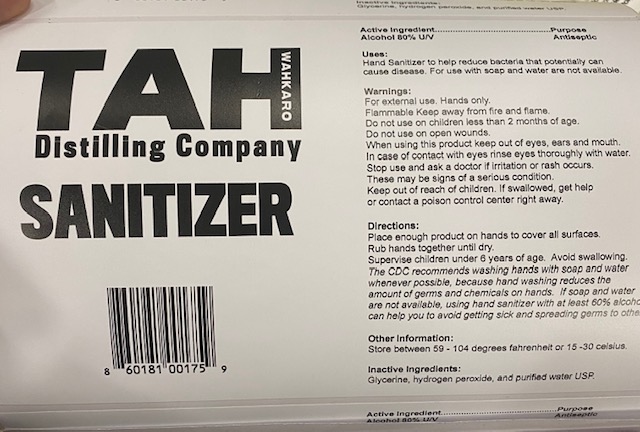 Inactive Ingredients:
Glycerine, hydrogen peroxide, and purified water USP.
TAH
WAHKARO
Distilling Company
SANITIZER
8 60181 00175 9
Active Ingredient..............................Purpose
Alcohol 80% U/V Antiseptic
Uses:
Hand Sanitizer to help reduce bacteria that potentially can
cause disease. For use with soap and water are not available.
Warnings:
For external use. Hands only.
Flammable Keep away from fire and flame.
Do not use on children less than 2 months of age.
Do not use on open wounds.
When using this product keep out of eyes, ears and mouth.
In case of contact with eyes rinse eyes thoroughly with water.
Stop use and ask a doctor if irritation or rash occurs.
These may be signs of a serious condition.
Keep out of reach of children. If swallowed, get help
or contact a poison control center right away.
Directions:
Place enough product on hands to cover all surfaces.
Rub hands together until dry.
Supervise children under 6 years of age. Avoid swallowing.
The CDC recommends washing hands with soap and water
whenever possible, because hand washing reduces the
amount of germs and chemicals on hands. If soap and water
are not available, using hand sanitizer with at least 60% alcoho
can help you to avoid getting sick and spreading germs to othe
Other Information:
Store between 59 - 104 degrees fahrenheit or 15 -30 celsius.
Inactive Ingredients:
Glycerine, hydrogen peroxide, and purified water USP.
Active Ingredient..............................Purpose
Alcohol 80% U/V Antiseptic